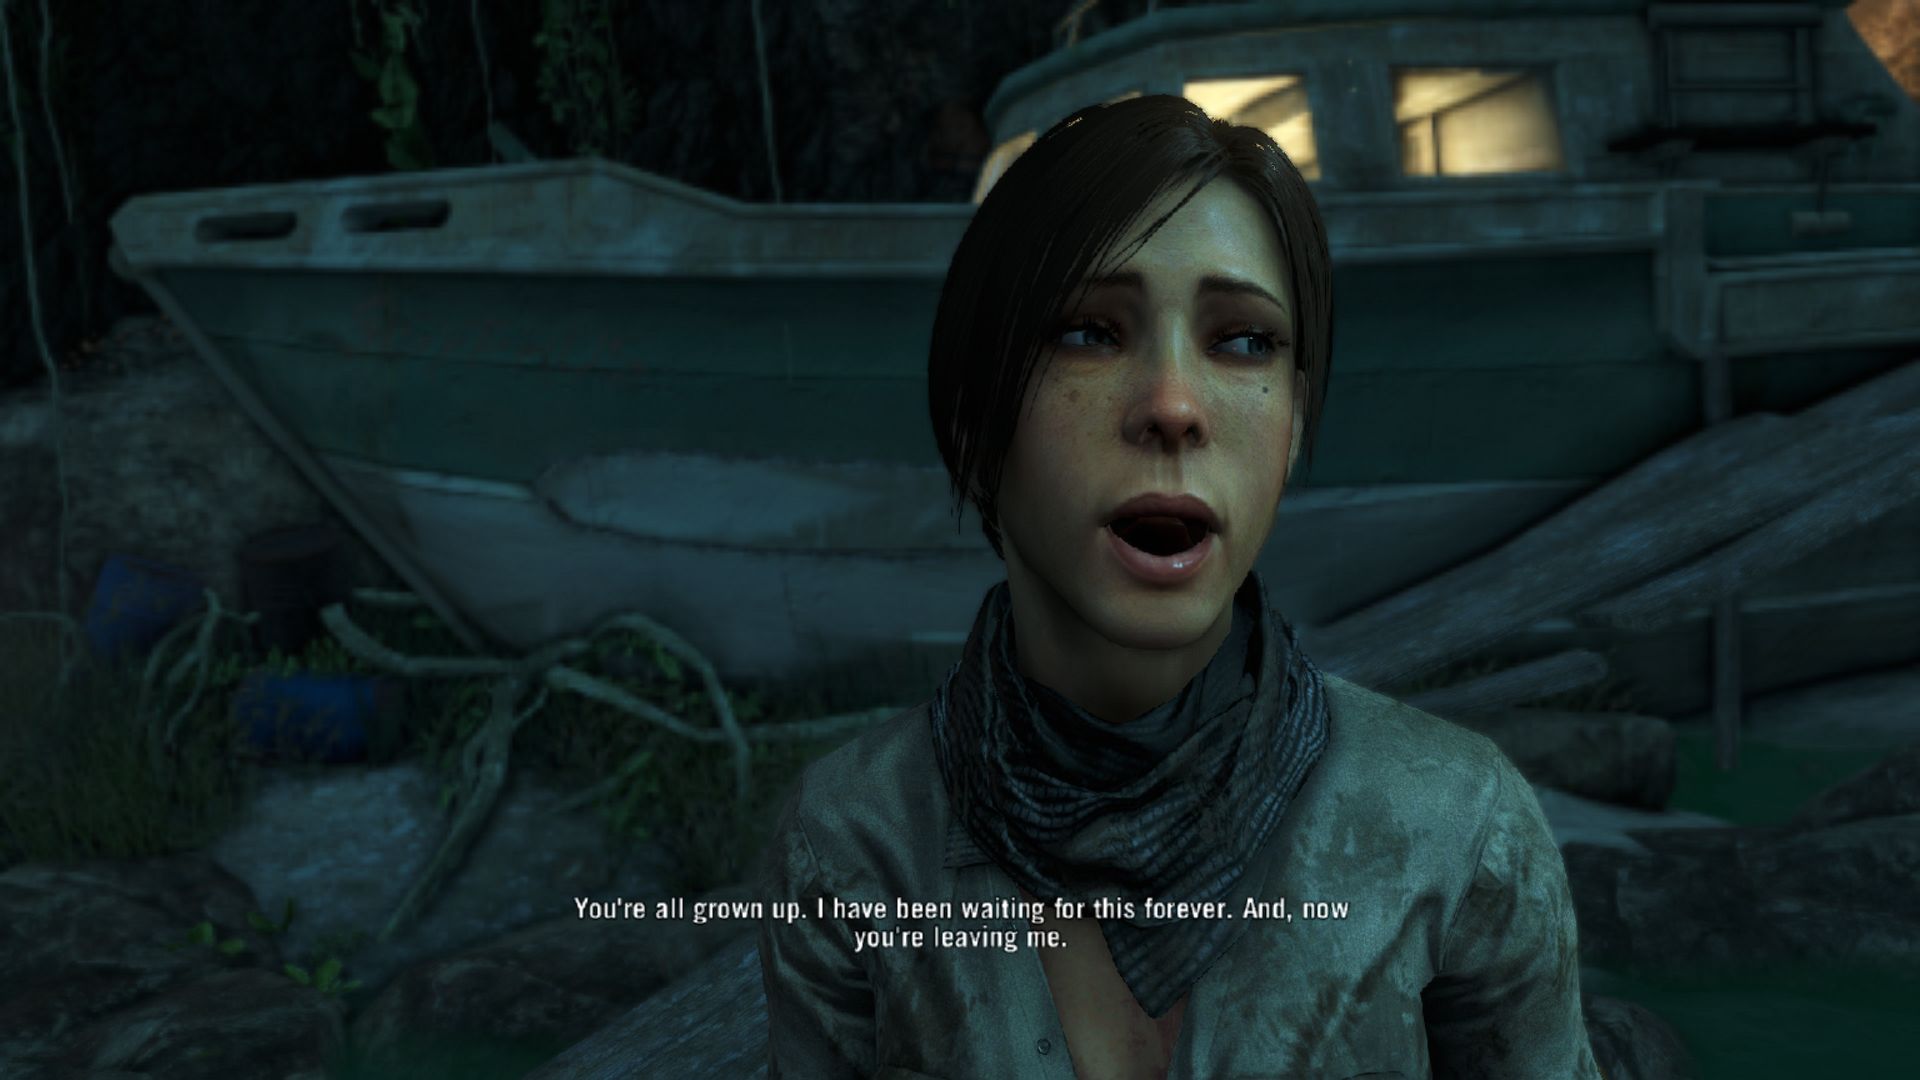 You're all grown up. I have been waiting for this forever. And, now
you're leaving me.